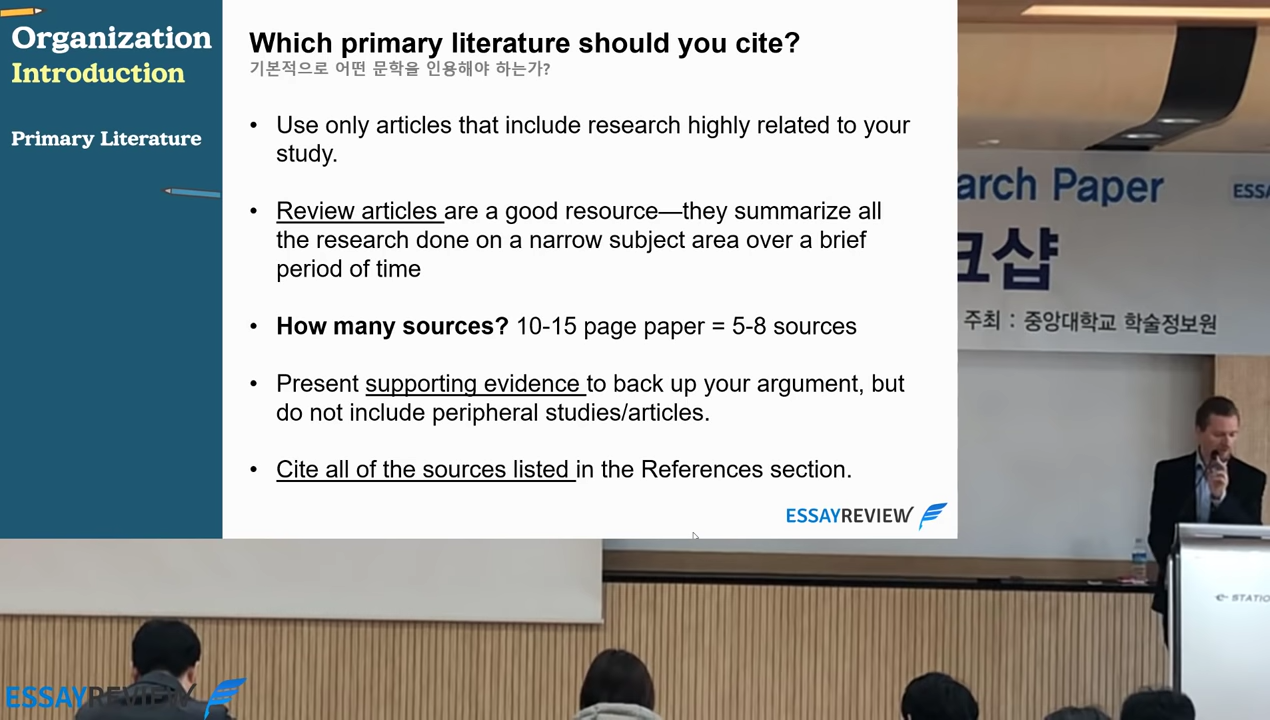 Organization
Introduction
Primary Literature
Which primary literature should you cite?
기본적으로 어떤 문학을 인용해야 하는가?
• Use only articles that include research highly related to your
study.
• Review articles are a good resource—they summarize all
the research done on a narrow subject area over a brief
period of time
• How many sources? 10-15 page paper = 5-8 sources
• Present supporting evidence to back up your argument, but
do not include peripheral studies/articles.
• Cite all of the sources listed in the References section.
ESSAYREVIEW
arch Paper
ESSA
크샵
주최 : 중앙대학교 학술정보원
e-STATIO
ESSAYREVIEW